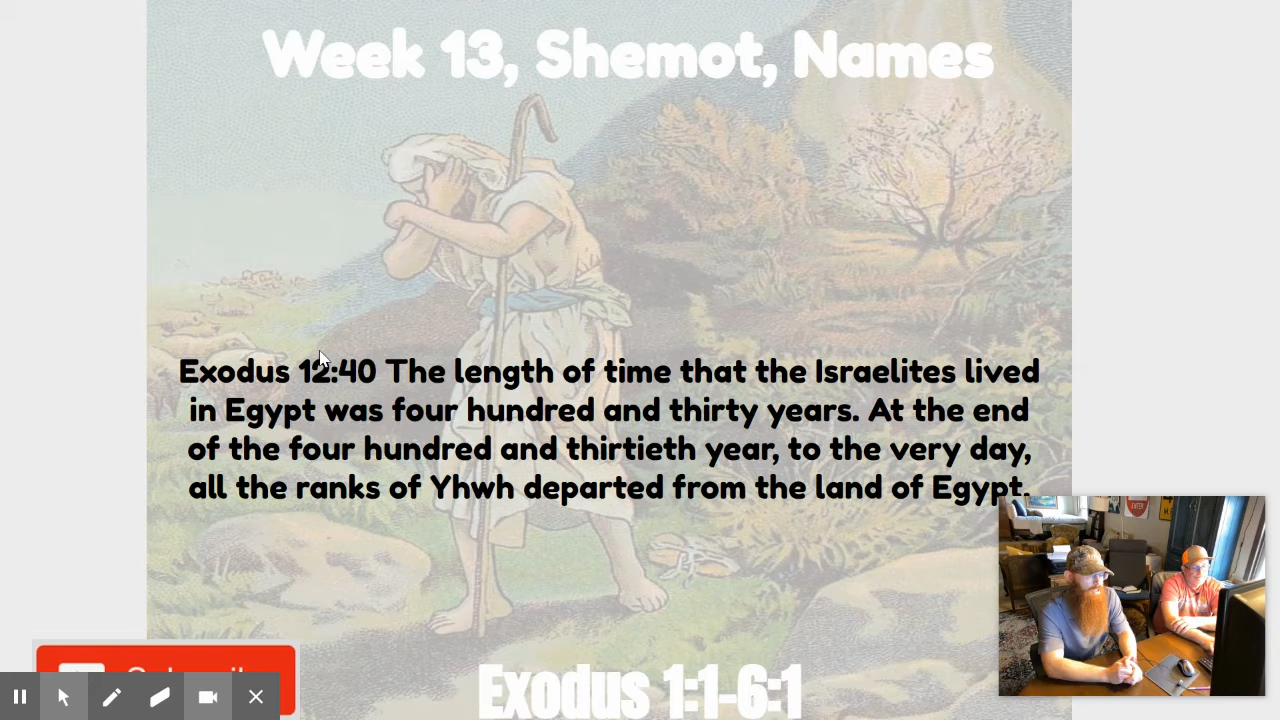 Week 13, Shemot, Names
Exodus 12:40 The length of time that the Israelites lived
in Egypt was four hundred and thirty years. At the end
of the four hundred and thirtieth year, to the very day,
all the ranks of Yhwh departed from the land of Egypt.
ENTER
Exodus 1:1-6:1